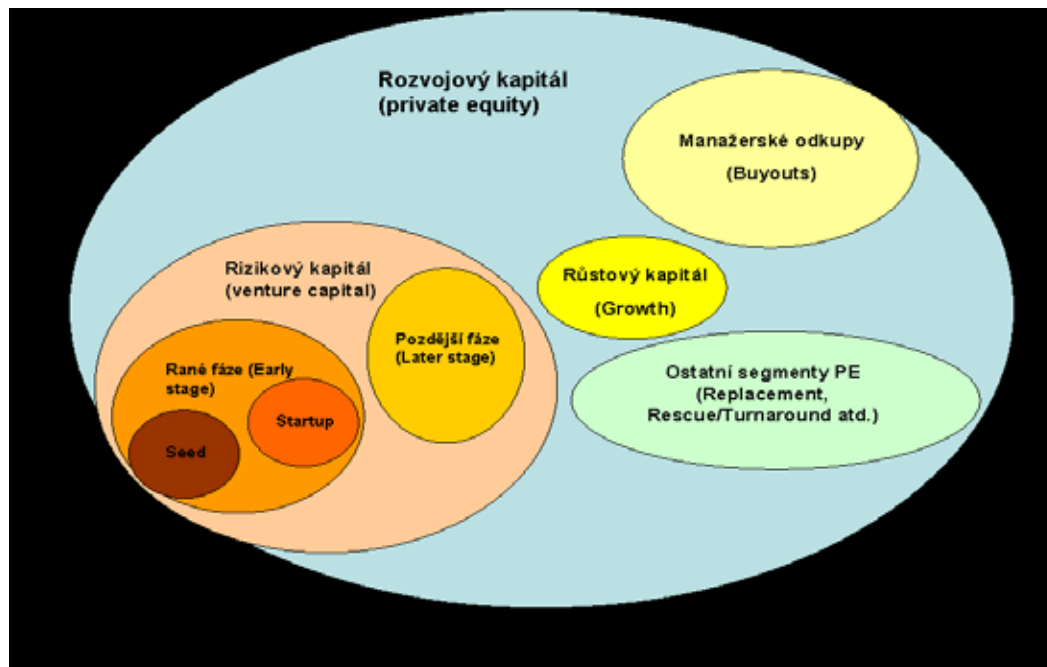 Rozvojový kapitál
(private equity)
Manažerské odkupy
(Buyouts)
Rizikový kapitál
(venture capital)
Růstový kapitál
(Growth)
Pozdější fáze
(Later stage)
Rané fáze (Early
stage)
Startup
Seed
Ostatní segmenty PE
(Replacement,
Rescue/Turnaround atd.)